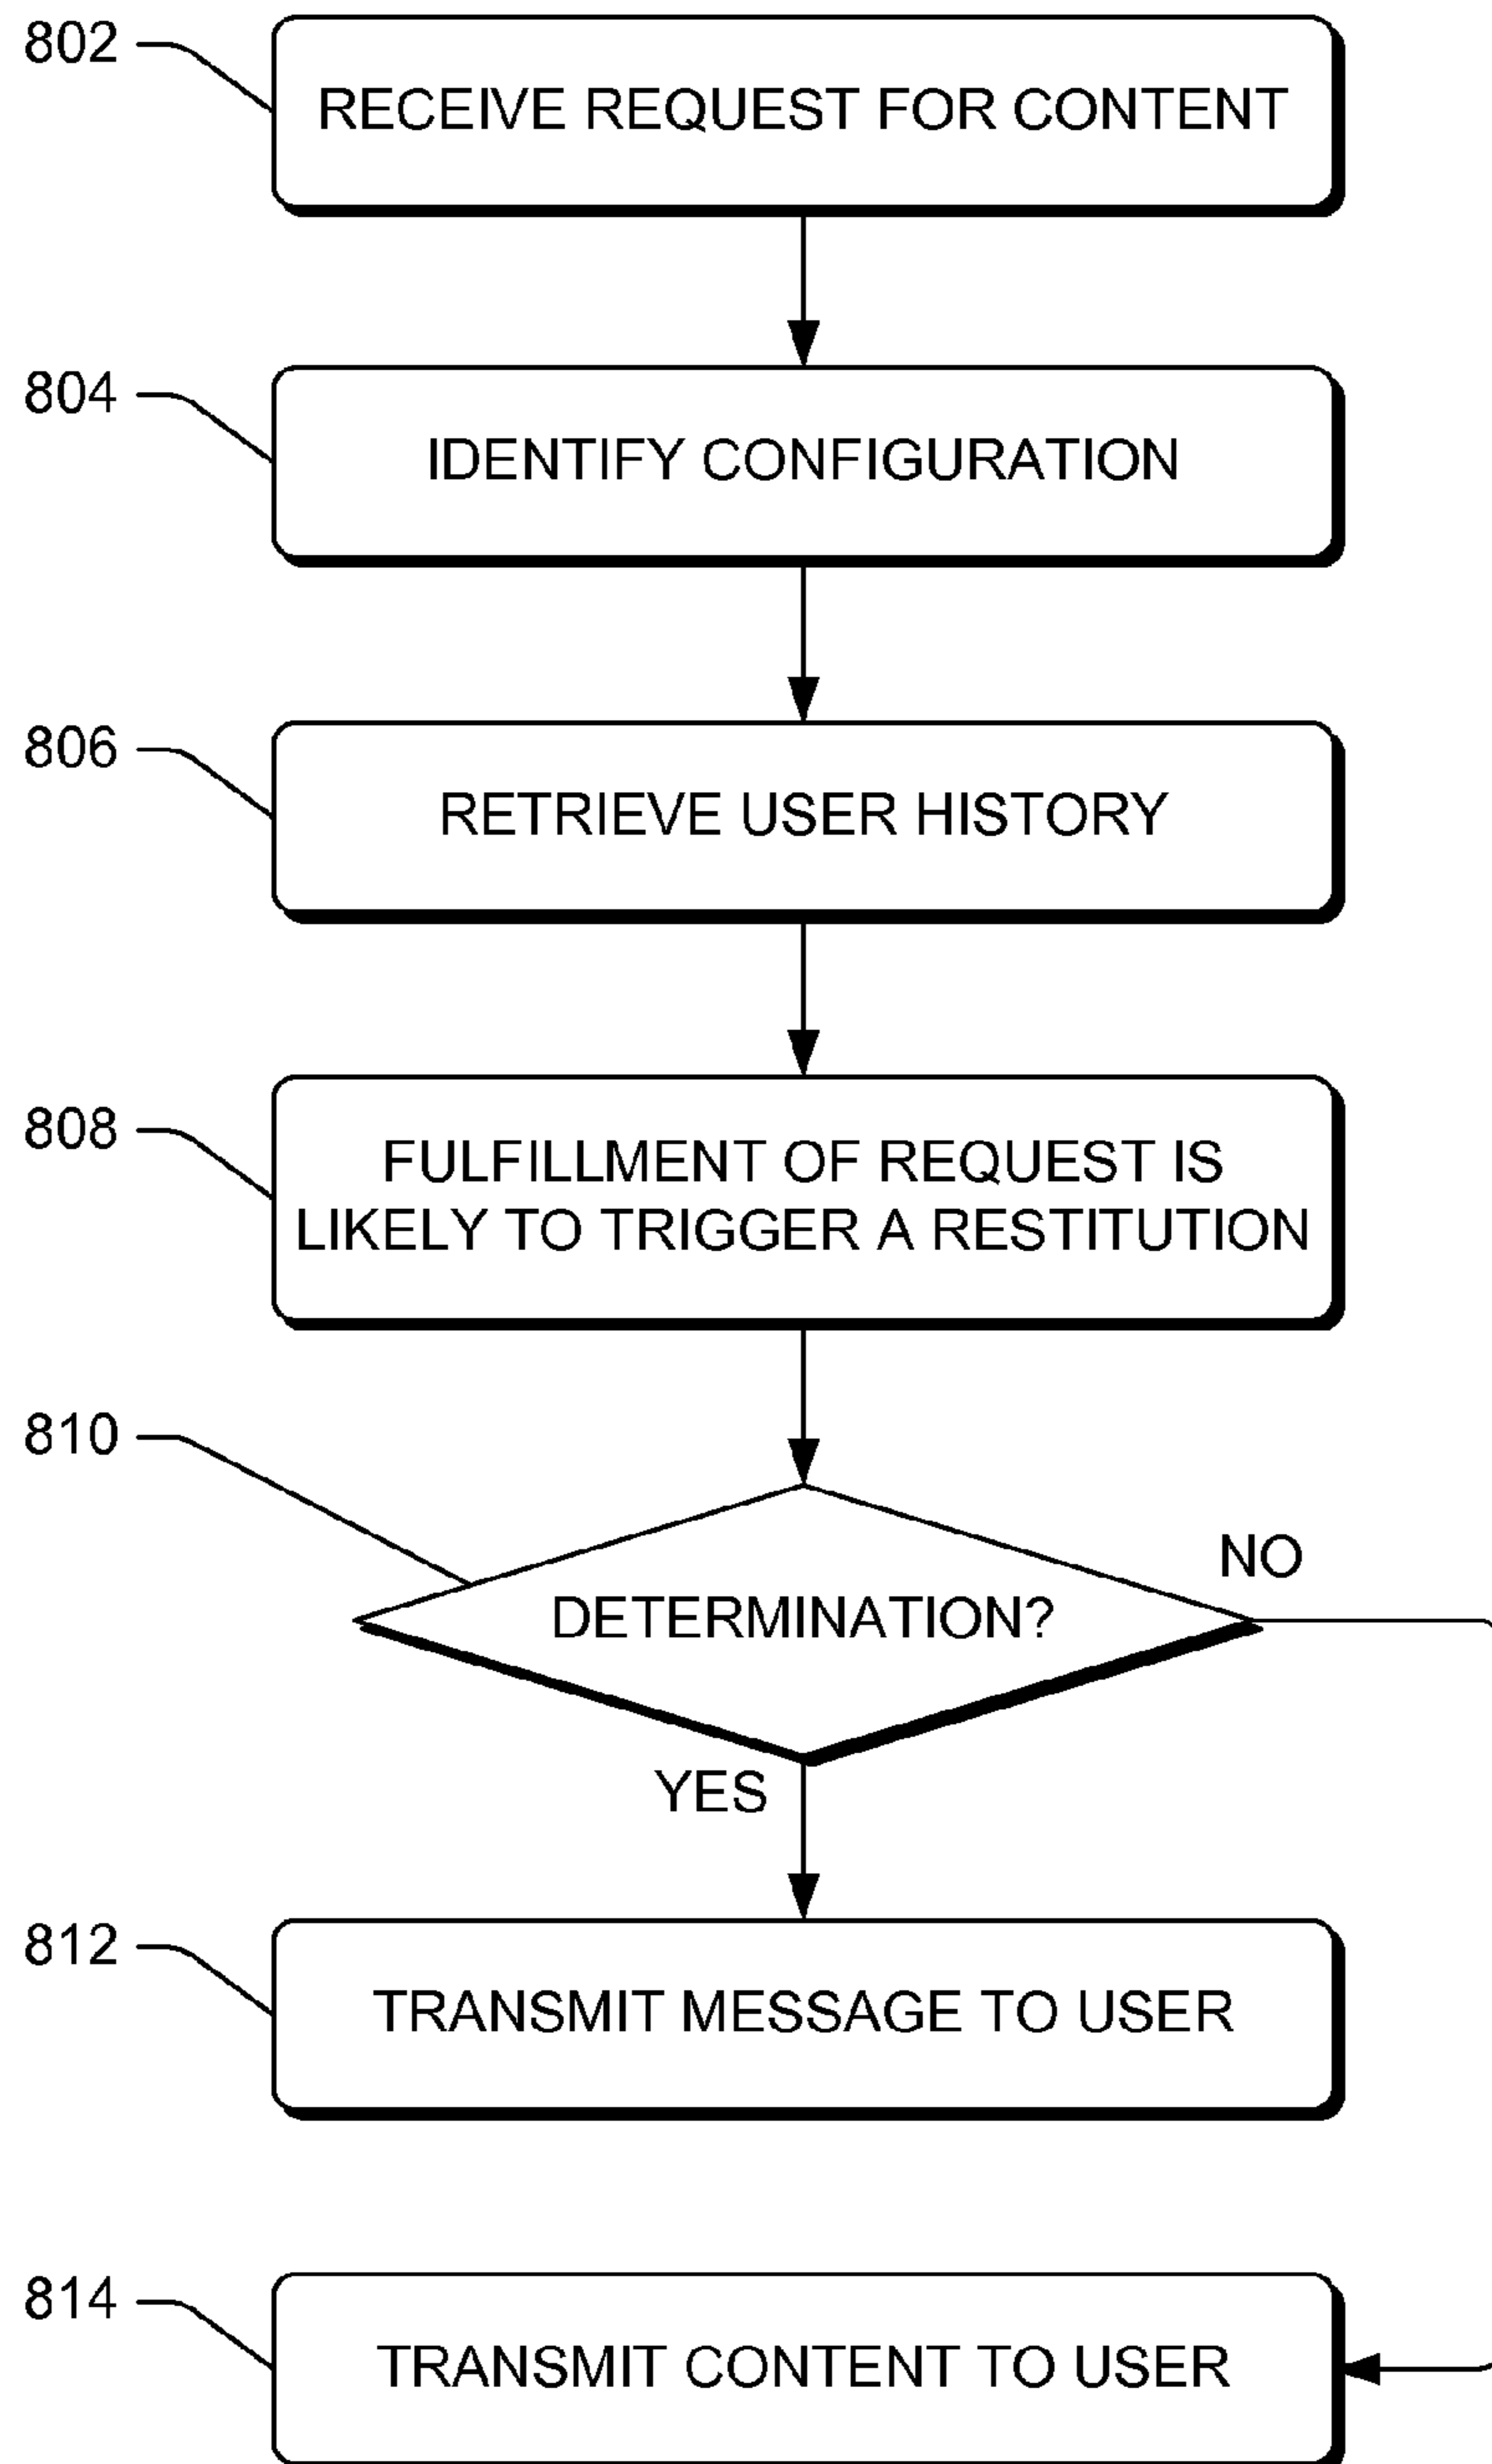 802
RECEIVE REQUEST FOR CONTENT
804
IDENTIFY CONFIGURATION
806
RETRIEVE USER HISTORY
808
FULFILLMENT OF REQUEST IS
LIKELY TO TRIGGER A RESTITUTION
810
NO
DETERMINATION?
YES
812
TRANSMIT MESSAGE TO USER
814
TRANSMIT CONTENT TO USER